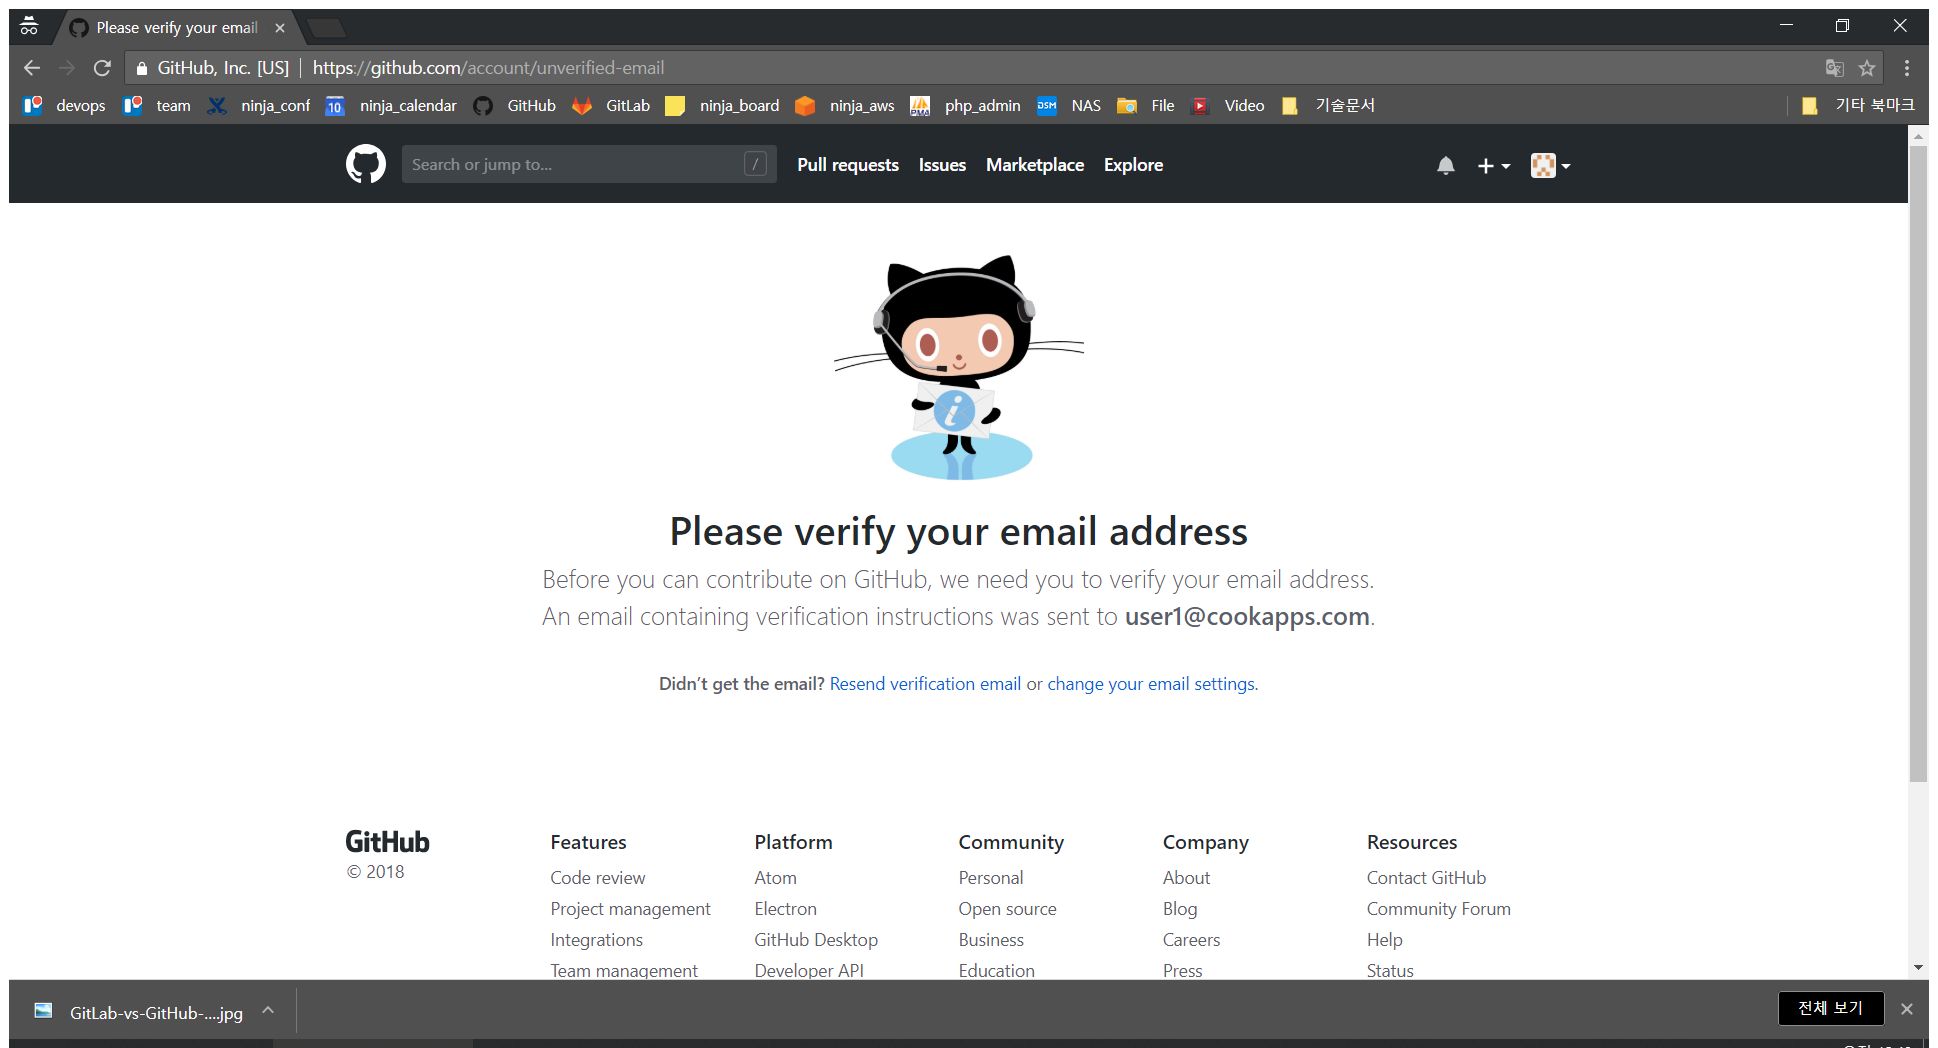 Please verify your email
GitHub, Inc. [US] https://github.com/account/unverified-email
devops team ninja_conf 10 ninja_calendar GitHub GitLab ninja_board ninja_aws PMA php_admin DSM NAS File Video 기술문서 기타 북마크
Search or jump to... / Pull requests Issues Marketplace Explore
i
Please verify your email address
Before you can contribute on GitHub, we need you to verify your email address.
An email containing verification instructions was sent to user1@cookapps.com.
Didn't get the email? Resend verification email or change your email settings.
GitHub
© 2018
Features
Code review
Project management
Integrations
Team management
Platform
Atom
Electron
GitHub Desktop
Developer API
Community
Personal
Open source
Business
Education
Company
About
Blog
Careers
Press
Resources
Contact GitHub
Community Forum
Help
Status
GitLab-vs-GitHub-....jpg 전체 보기